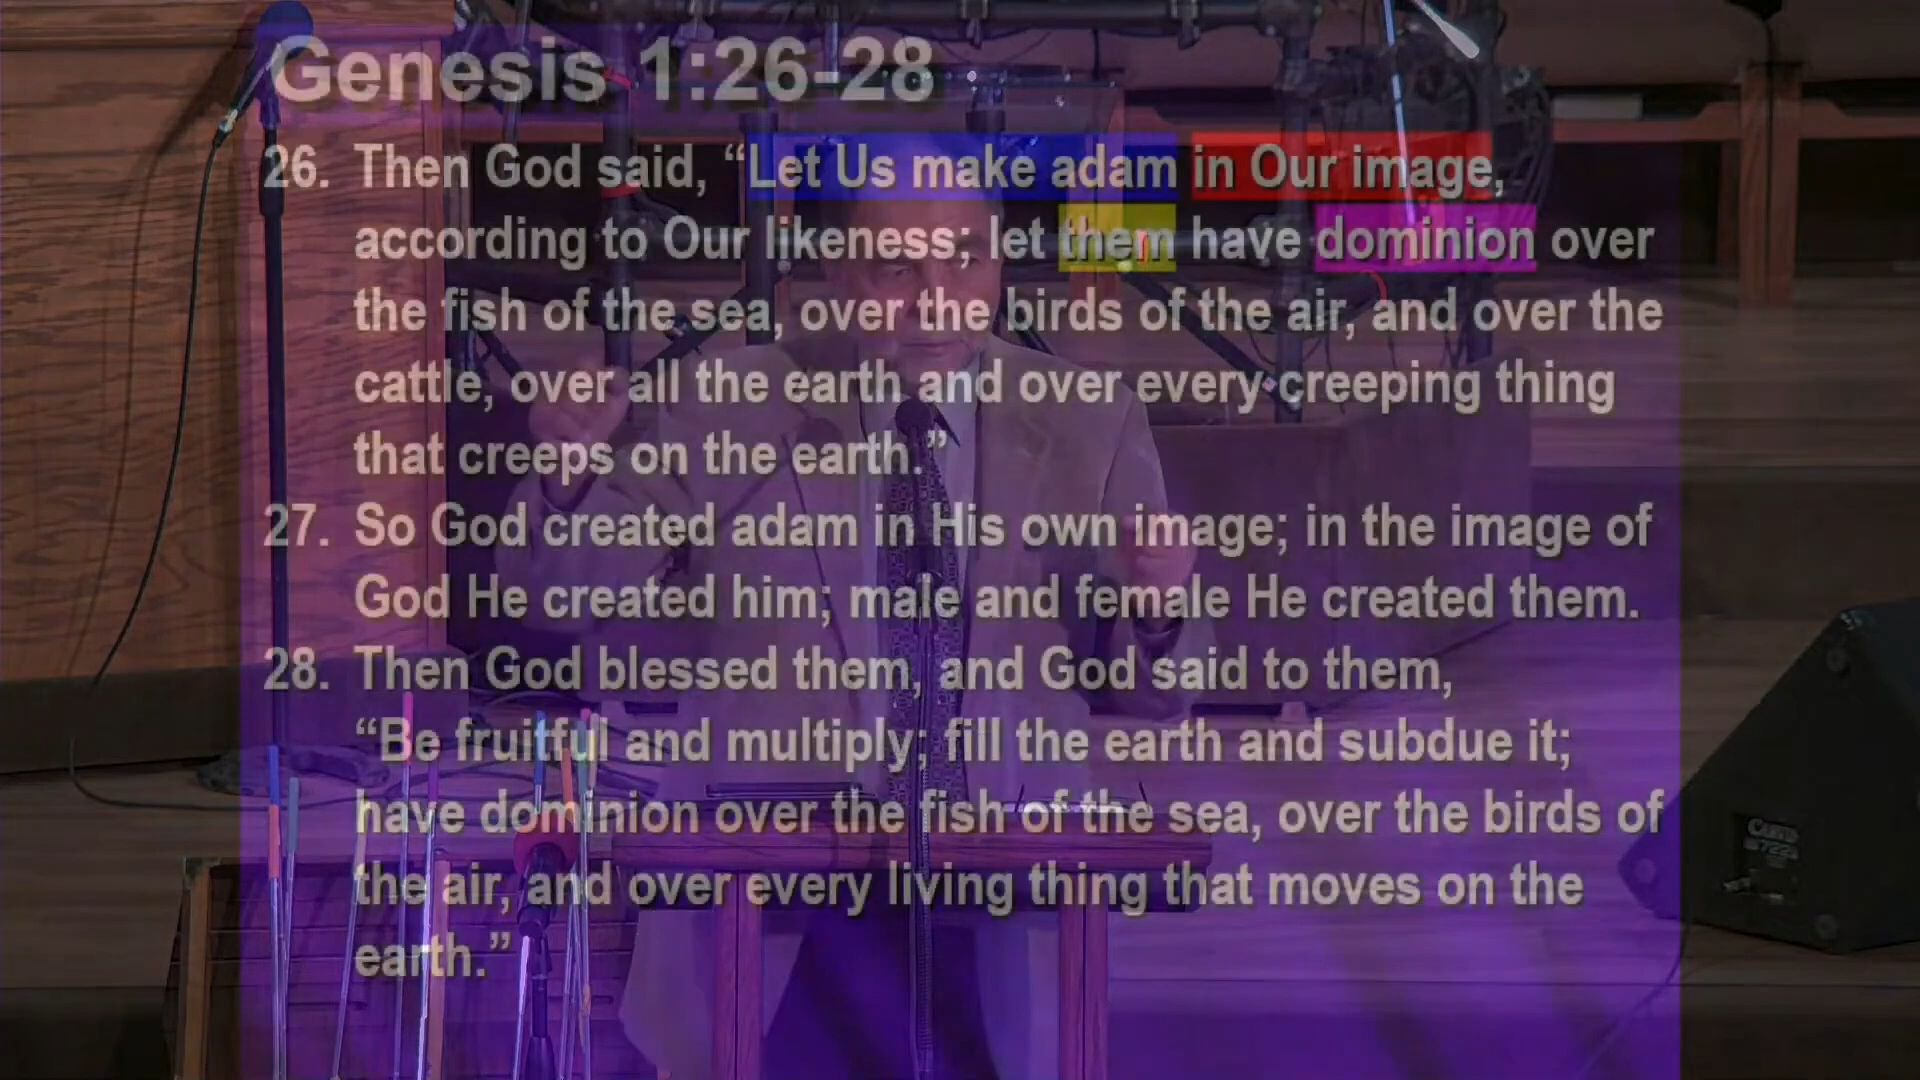 Genesis 1:26-28
26. Then God said, “Let Us make adam in Our image,
according to Our likeness; let them have dominion over
the fish of the sea, over the birds of the air, and over the
cattle, over all the earth and over every creeping thing
that creeps on the earth.”
27. So God created adam in His own image; in the image of
God He created him; male and female He created them.
28. Then God blessed them, and God said to them,
“Be fruitful and multiply; fill the earth and subdue it;
have dominion over the fish of the sea, over the birds of
the air, and over every living thing that moves on the
earth.”